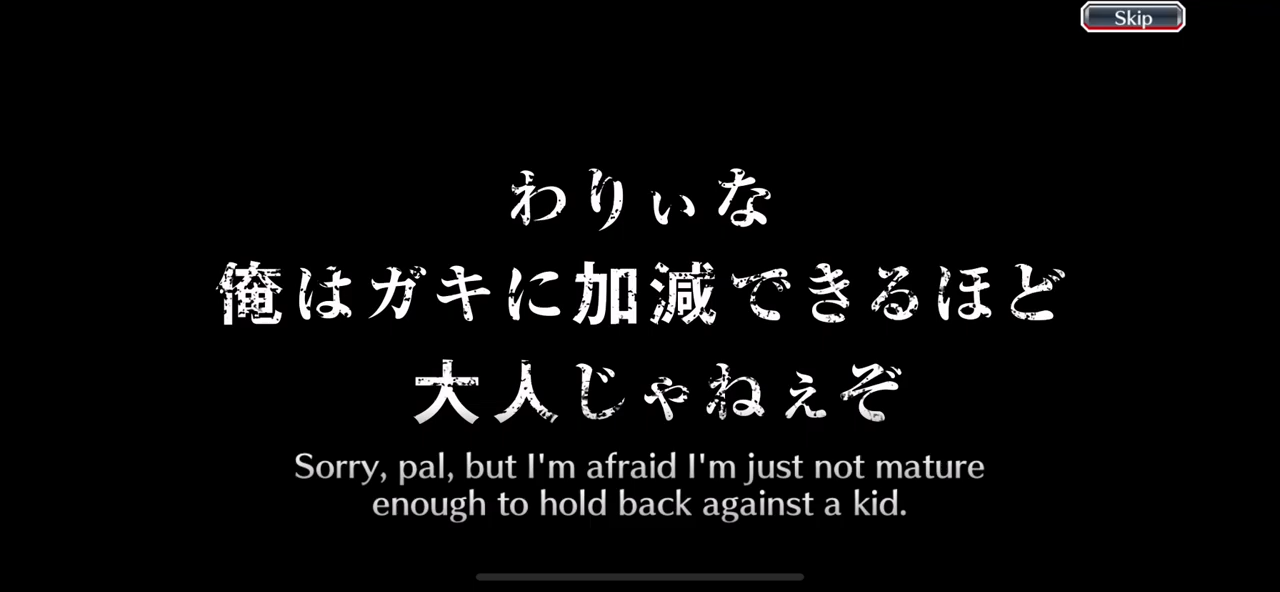 Skip
わりぃな
俺はガキに加減できるほど
大人じゃねぇぞ
Sorry, pal, but I'm afraid I'm just not mature
enough to hold back against a kid.